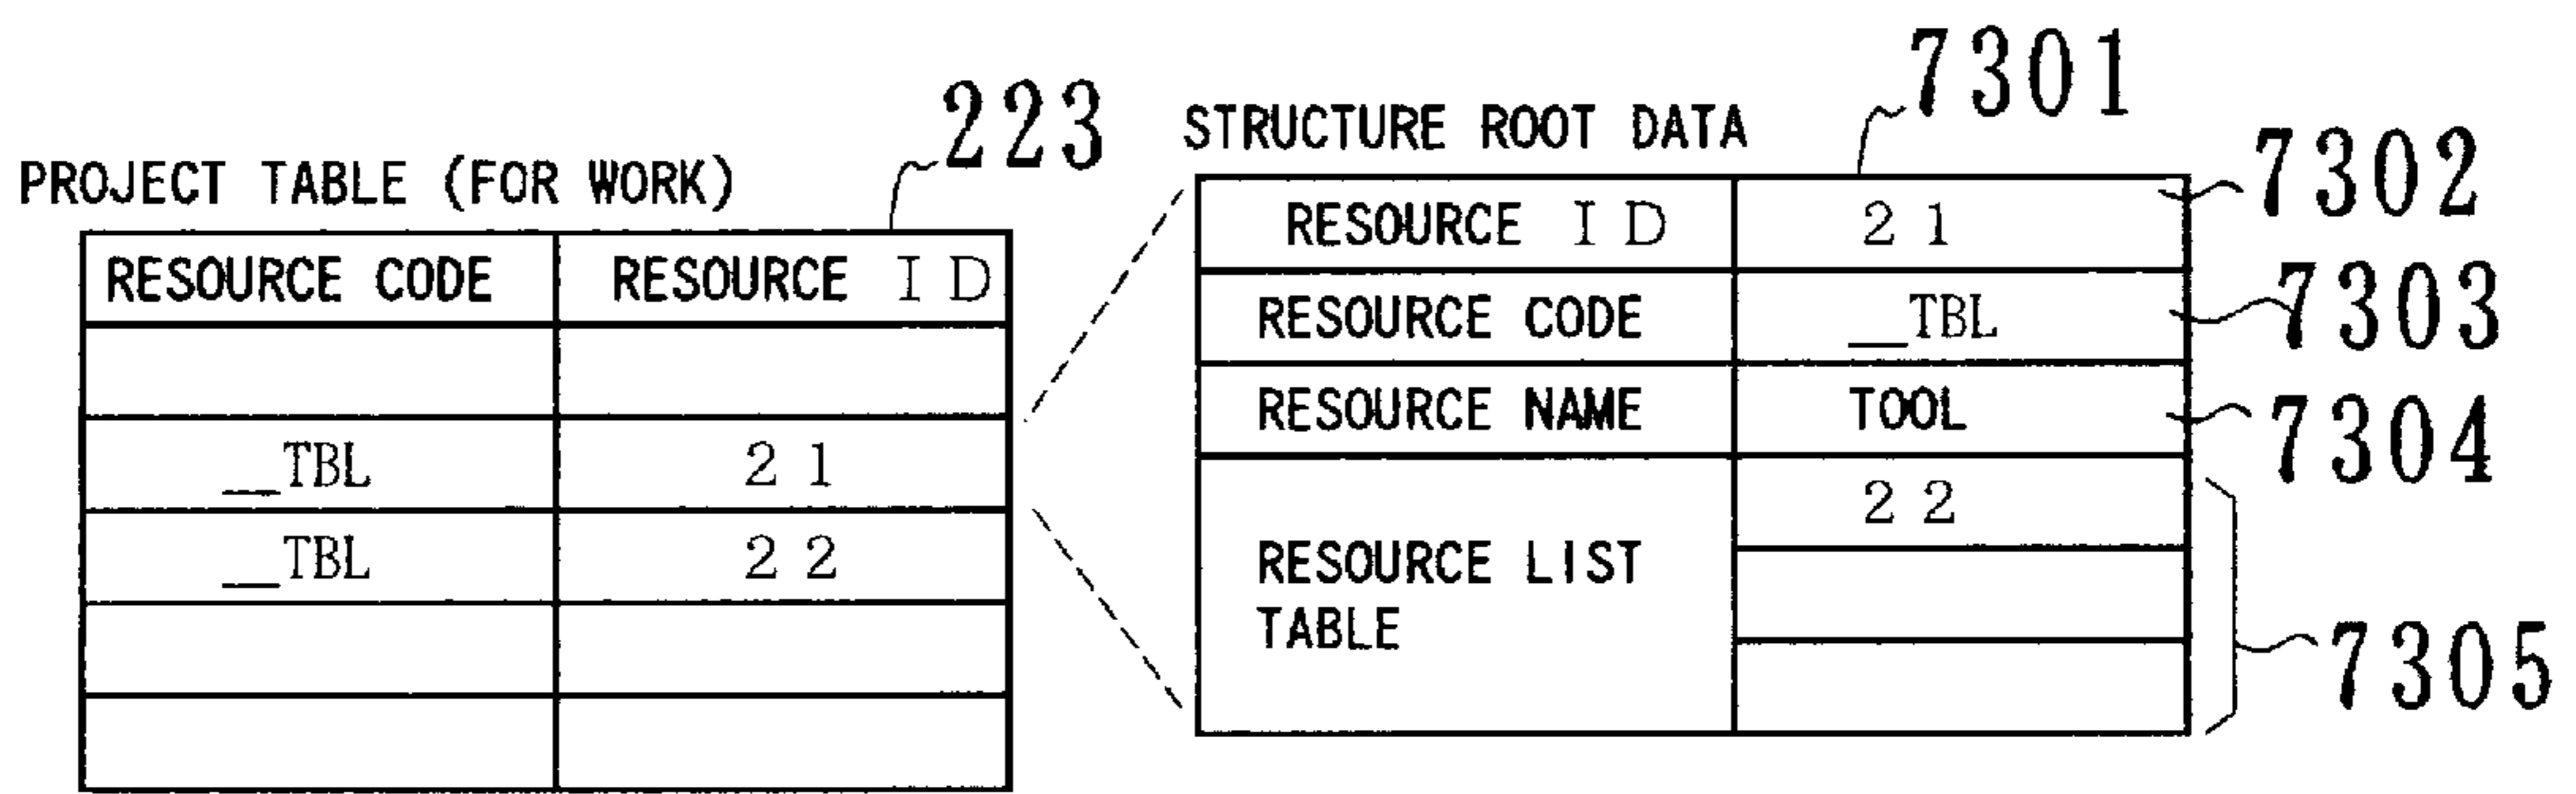 7301
223
STRUCTURE ROOT DATA
7302
PROJECT TABLE (FOR WORK)
RESOURCE ID 21
RESOURCE CODE RESOURCE ID
RESOURCE CODE __TBL
7303
RESOURCE NAME TOOL
7304
__TBL 21
22
__TBL 22
RESOURCE LIST
TABLE
7305